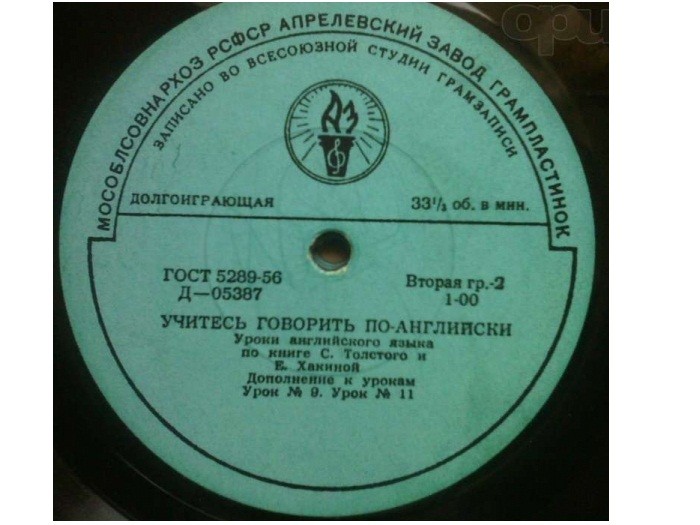 МОСОБЛСОВНАРХОЗ РСФСР АПРЕЛЕВСКИЙ ЗАВОД ГРАМПЛАСТИНОК
ЗАПИСАНО ВО ВСЕСОЮЗНОЙ СТУДИИ ГРАМЗАПИСИ
АЗ
ДОЛГОИГРАЮЩАЯ 33⅓ об. в мин.
ГОСТ 5289-56 Вторая гр.-2
Д—05387 1-00
УЧИТЕСЬ ГОВОРИТЬ ПО-АНГЛИЙСКИ
Уроки английского языка
по книге С. Толстого и
Е. Хакиной
Дополнение к урокам
Урок № 9. Урок № 11